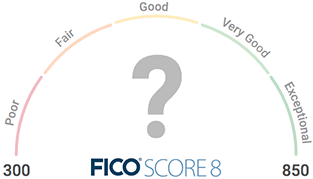 Good
Fair
Very Good
Poor
Exceptional
?
300
FICO® SCORE 8
850